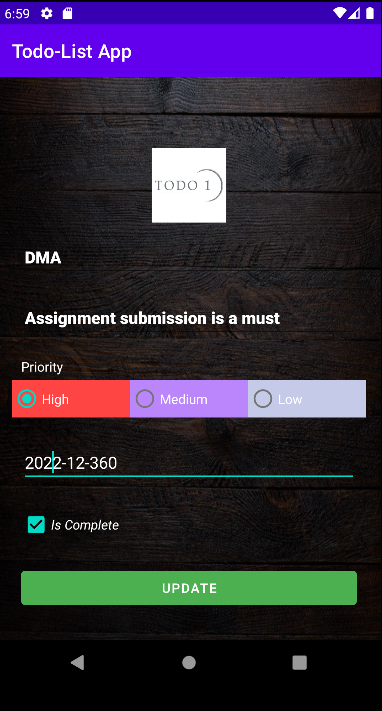 6:59
Todo-List App
TODO 1
DMA
Assignment submission is a must
Priority
High Medium Low
2022-12-360
Is Complete
UPDATE